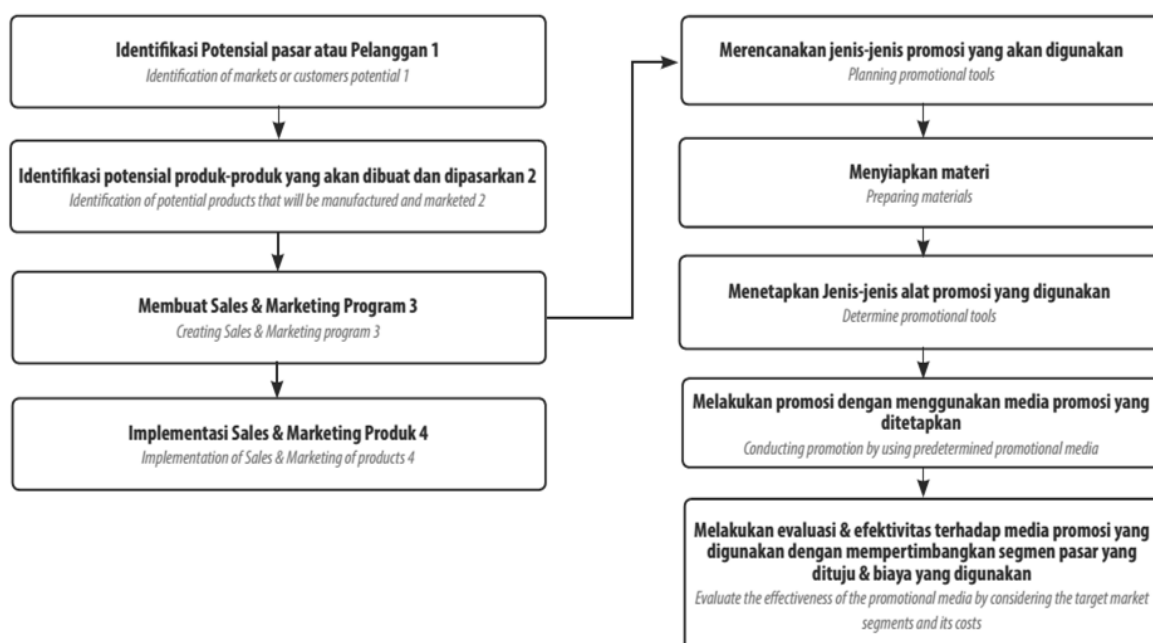 Identifikasi Potensial pasar atau Pelanggan 1
Identification of markets or customers potential 1
Identifikasi potensial produk-produk yang akan dibuat dan dipasarkan 2
Identification of potential products that will be manufactured and marketed 2
Membuat Sales & Marketing Program 3
Creating Sales & Marketing program 3
Implementasi Sales & Marketing Produk 4
Implementation of Sales & Marketing of products 4
Merencanakan jenis-jenis promosi yang akan digunakan
Planning promotional tools
Menyiapkan materi
Preparing materials
Menetapkan Jenis-jenis alat promosi yang digunakan
Determine promotional tools
Melakukan promosi dengan menggunakan media promosi yang
ditetapkan
Conducting promotion by using predetermined promotional media
Melakukan evaluasi & efektivitas terhadap media promosi yang
digunakan dengan mempertimbangkan segmen pasar yang
dituju & biaya yang digunakan
Evaluate the effectiveness of the promotional media by considering the target market
segments and its costs